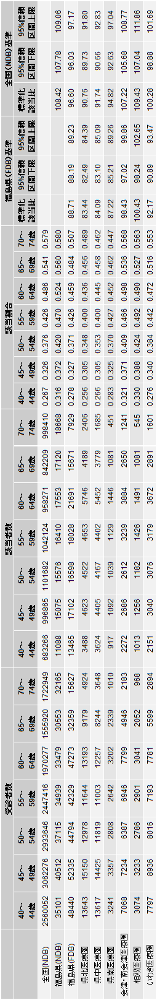 受診者数 該当者数 該当割合 福島県(FDB)基準 全国(NDB)基準
40～ 45～ 50～ 55～ 60～ 65～ 70～ 40～ 45～ 50～ 55～ 60～ 65～ 70～ 40～ 45～ 50～ 55～ 60～ 65～ 70～ 標準化 95%信頼 95%信頼 標準化 95%信頼 95%信頼
44歳 49歳 54歳 59歳 64歳 69歳 74歳 44歳 49歳 54歳 59歳 64歳 69歳 74歳 44歳 49歳 54歳 59歳 64歳 69歳 74歳 該当比 区間下限 区間上限 該当比 区間下限 区間上限
全国(NDB) 2560052 3062276 2933646 2447416 1970277 1555920 1722949 683266 996865 1101682 1042124 958271 842209 998410 0.267 0.326 0.376 0.426 0.486 0.541 0.579
福島県(NDB) 35101 40512 37115 34939 33479 30553 32165 11088 15075 15576 16410 17553 17120 18668 0.316 0.372 0.420 0.470 0.524 0.560 0.580 108.42 107.78 109.06
福島県(FDB) 48440 52335 44794 42329 47273 32359 15627 13465 17102 16598 18028 21691 15671 7929 0.278 0.327 0.371 0.426 0.459 0.484 0.507 88.71 88.19 89.23 96.60 96.03 97.17
県北医療圏 13643 15150 12978 11644 13193 9179 4924 3488 4623 4522 4653 5746 4189 2406 0.256 0.305 0.348 0.400 0.436 0.456 0.489 83.44 82.49 84.39 90.76 89.73 91.80
県中医療圏 13617 14425 11819 11003 12257 8244 3648 3624 4405 4167 4402 5452 3779 1685 0.266 0.305 0.353 0.400 0.445 0.458 0.462 84.09 83.10 85.09 91.74 90.66 92.83
県南医療圏 3241 3357 2808 2642 3202 2339 1010 917 1092 1039 1129 1446 1081 451 0.283 0.325 0.370 0.427 0.452 0.462 0.447 87.22 85.21 89.26 94.82 92.63 97.04
会津・南会津医療圏 7068 7234 6387 6946 7799 4946 2183 2272 2686 2612 3239 3884 2650 1241 0.321 0.371 0.409 0.466 0.498 0.536 0.568 98.43 97.02 99.86 107.22 105.68 108.77
相双医療圏 3074 3233 2786 2901 3041 2052 968 1013 1256 1182 1426 1491 1081 545 0.330 0.388 0.424 0.492 0.490 0.527 0.563 100.43 98.24 102.65 109.43 107.04 111.86
いわき医療圏 7797 8936 8016 7193 7781 5599 2894 2151 3040 3076 3179 3672 2891 1601 0.276 0.340 0.384 0.442 0.472 0.516 0.553 92.17 90.89 93.47 100.28 98.88 101.69